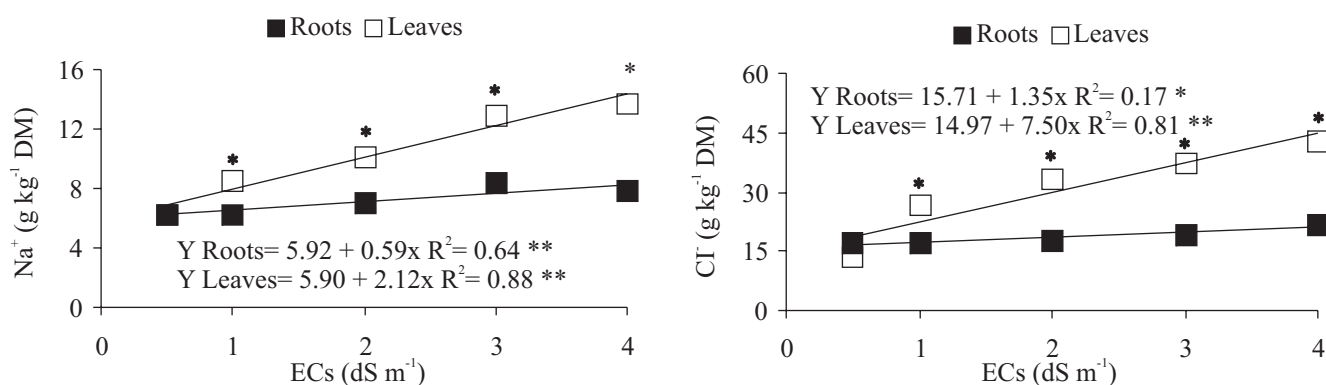 ■ Roots □ Leaves
16
12
8
4
0
Na⁺ (g kg⁻¹ DM)
* * * *
Y Roots= 5.92 + 0.59x R²= 0.64 **
Y Leaves= 5.90 + 2.12x R²= 0.88 **
0 1 2 3 4
ECs (dS m⁻¹)
■ Roots □ Leaves
60
45
30
15
0
Cl⁻ (g kg⁻¹ DM)
Y Roots= 15.71 + 1.35x R²= 0.17 *
Y Leaves= 14.97 + 7.50x R²= 0.81 **
* * * *
0 1 2 3 4
ECs (dS m⁻¹)